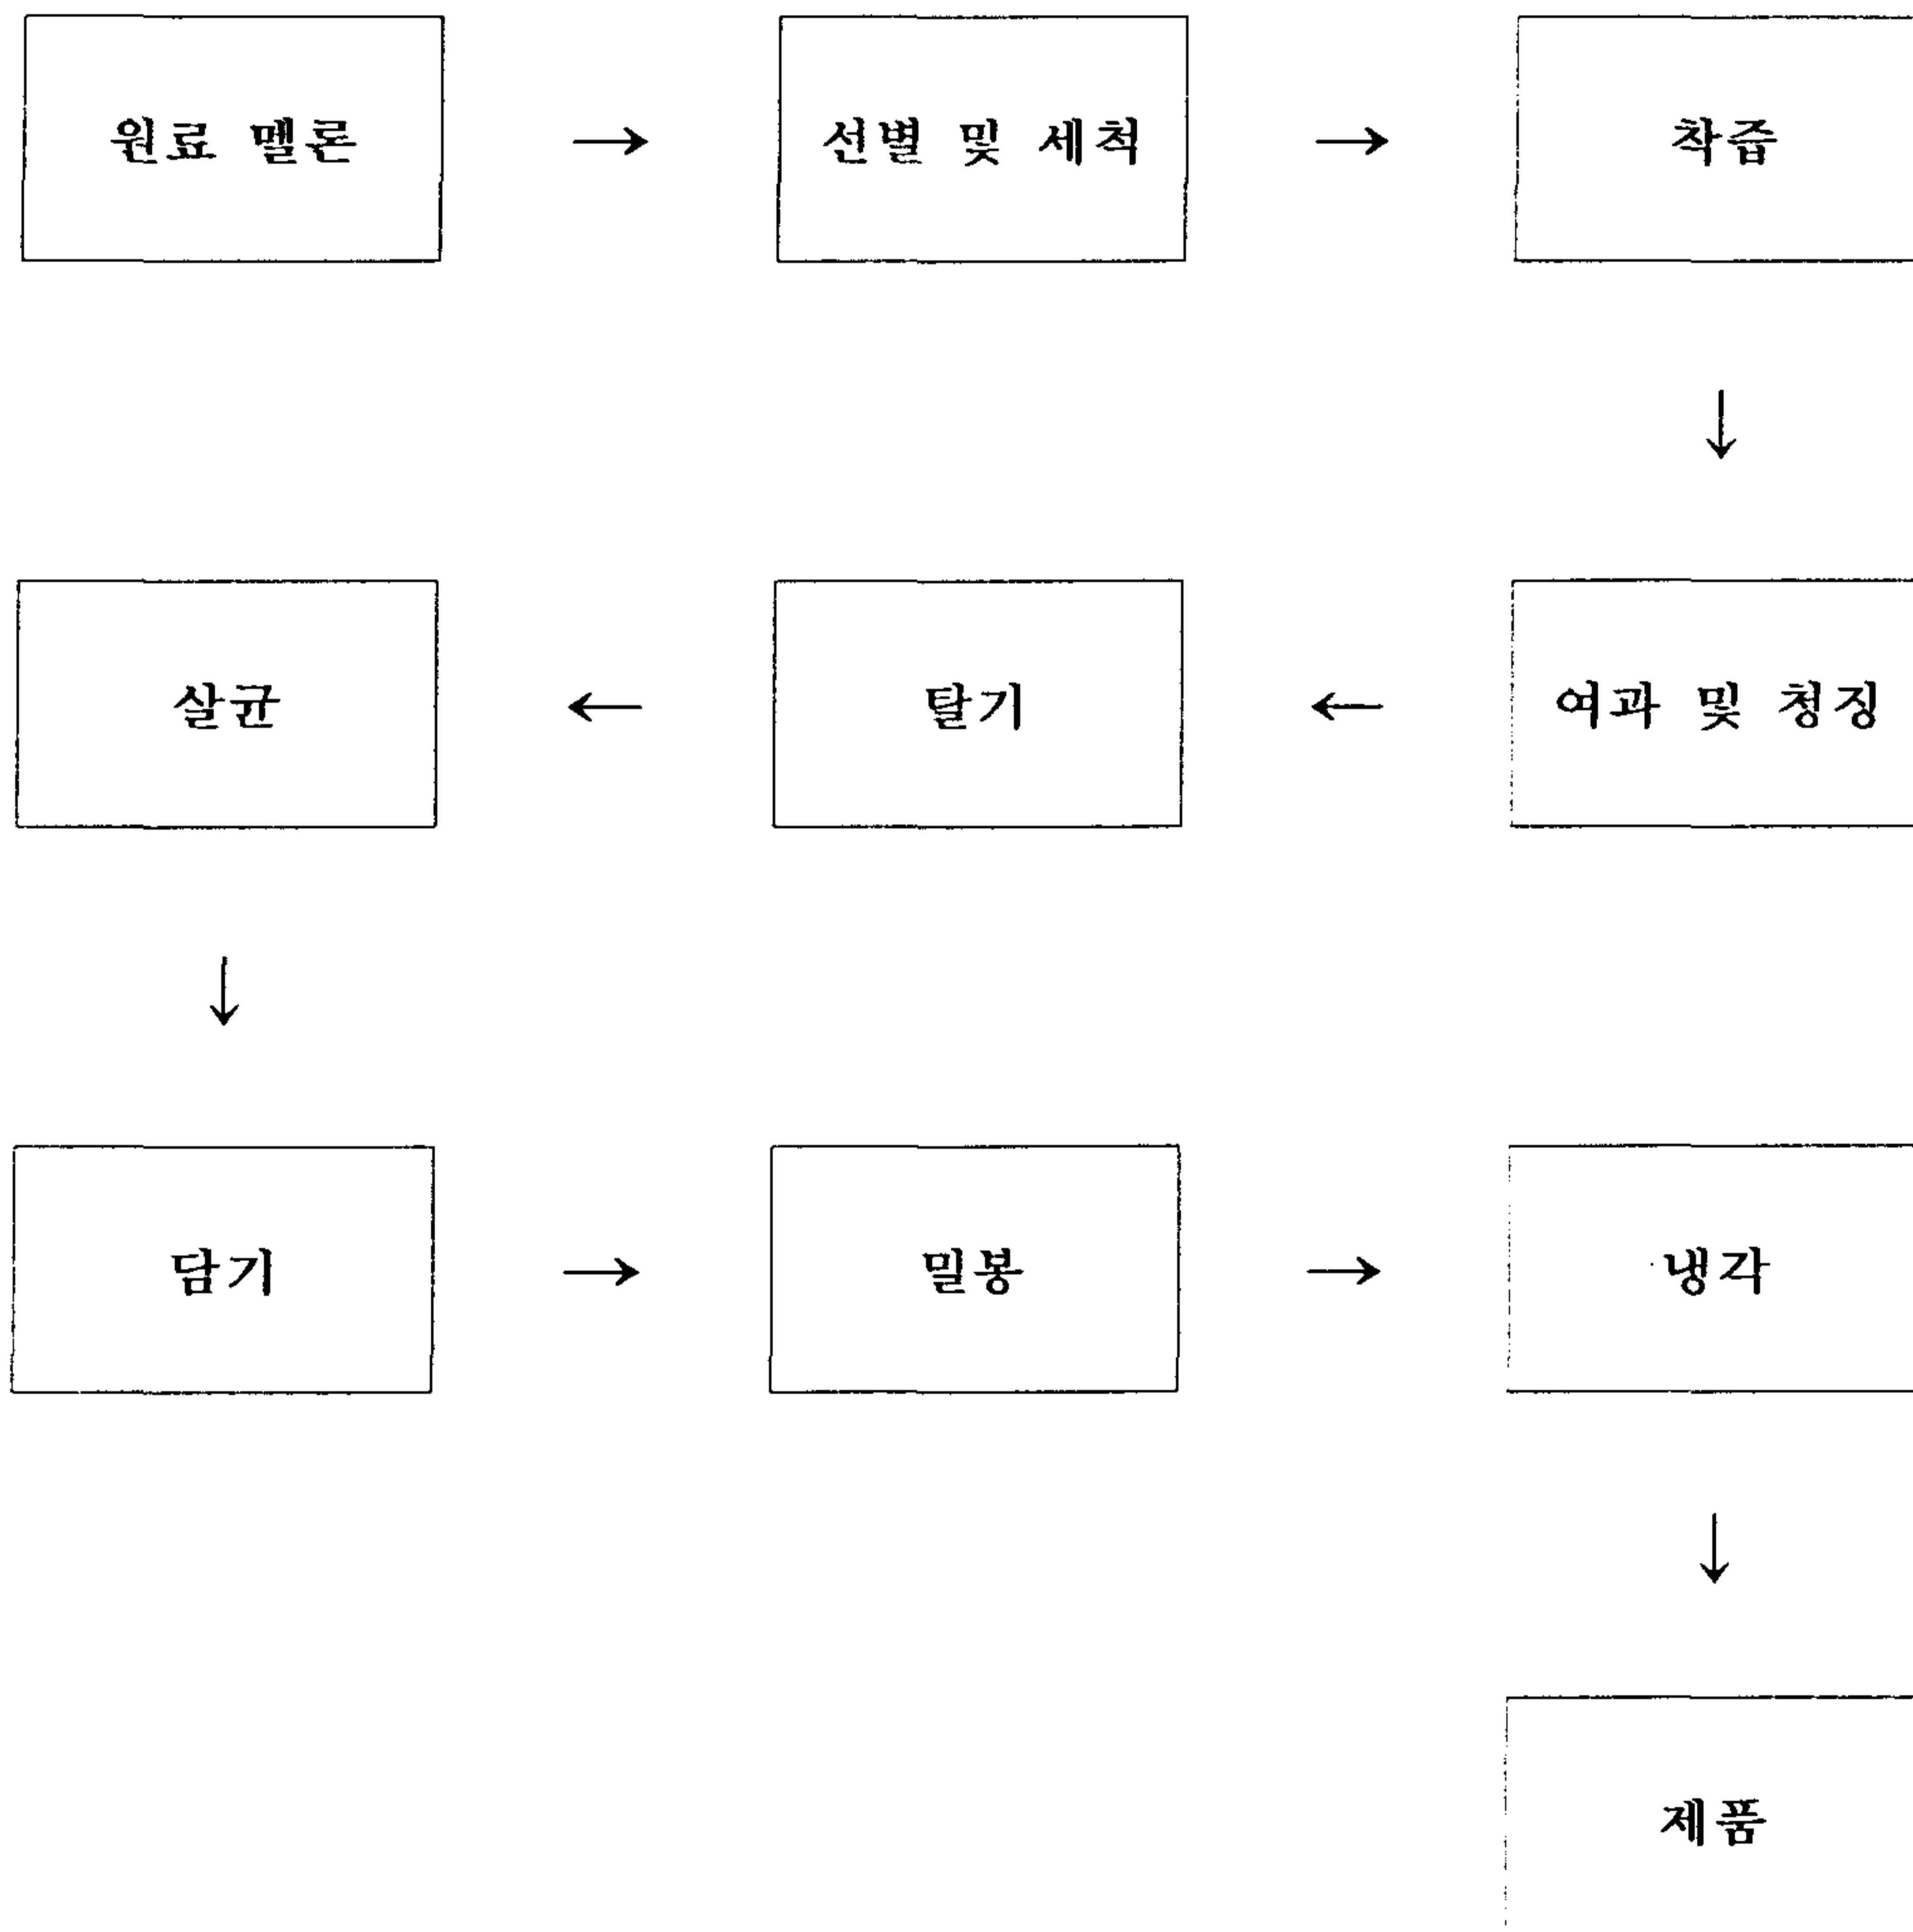 원료 멜론 → 선별 및 세척 → 착즙
↓
살균 ← 탈기 ← 여과 및 청징
↓
담기 → 밀봉 → 냉각
↓
제품